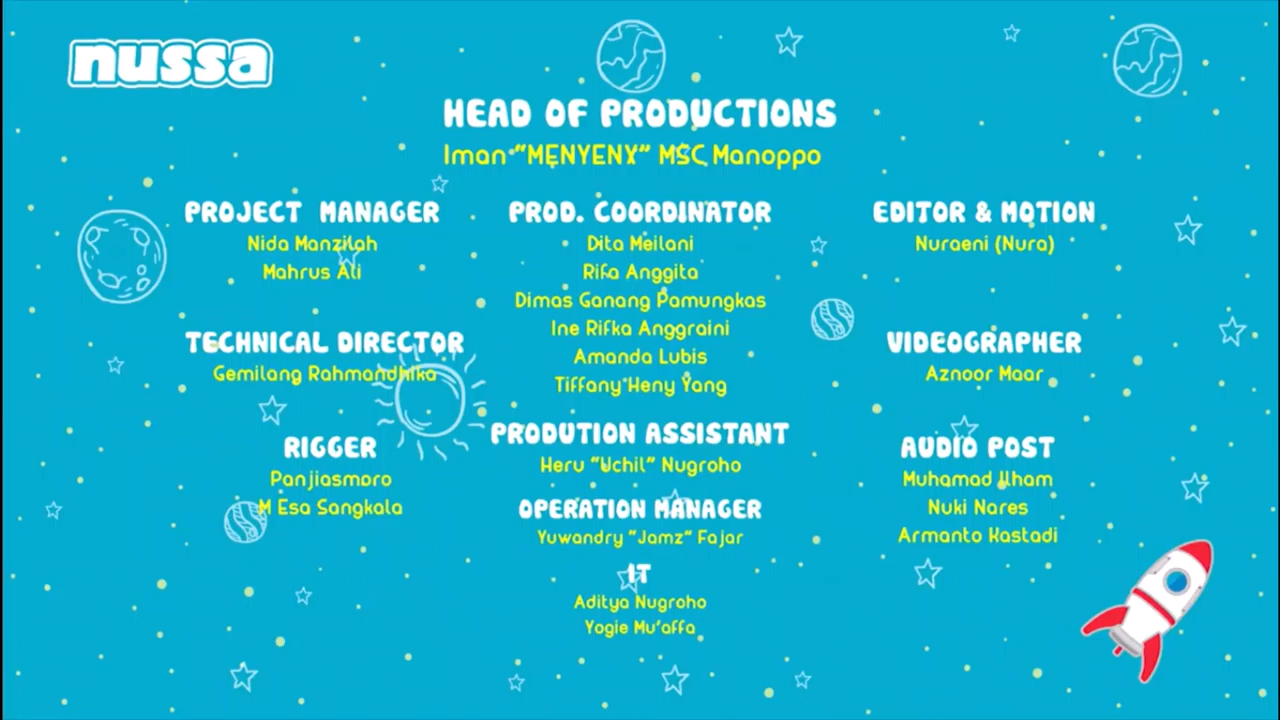 nussa
HEAD OF PRODUCTIONS
Iman "MENYENX" MSC Manoppo
PROJECT MANAGER
Nida Manzilah
Mahrus Ali
TECHNICAL DIRECTOR
Gemilang Rahmandhika
RIGGER
Panjiasmoro
M Esa Sangkala
PROD. COORDINATOR
Dita Meilani
Rifa Anggita
Dimas Ganang Pamungkas
Ine Rifka Anggraini
Amanda Lubis
Tiffany Heny Yang
PRODUTION ASSISTANT
Heru "Uchil" Nugroho
OPERATION MANAGER
Yuwandry "Jamz" Fajar
IT
Aditya Nugroho
Yogie Mu'affa
EDITOR & MOTION
Nuraeni (Nura)
VIDEOGRAPHER
Aznoor Maar
AUDIO POST
Muhamad Ilham
Nuki Nares
Armanto Kastadi